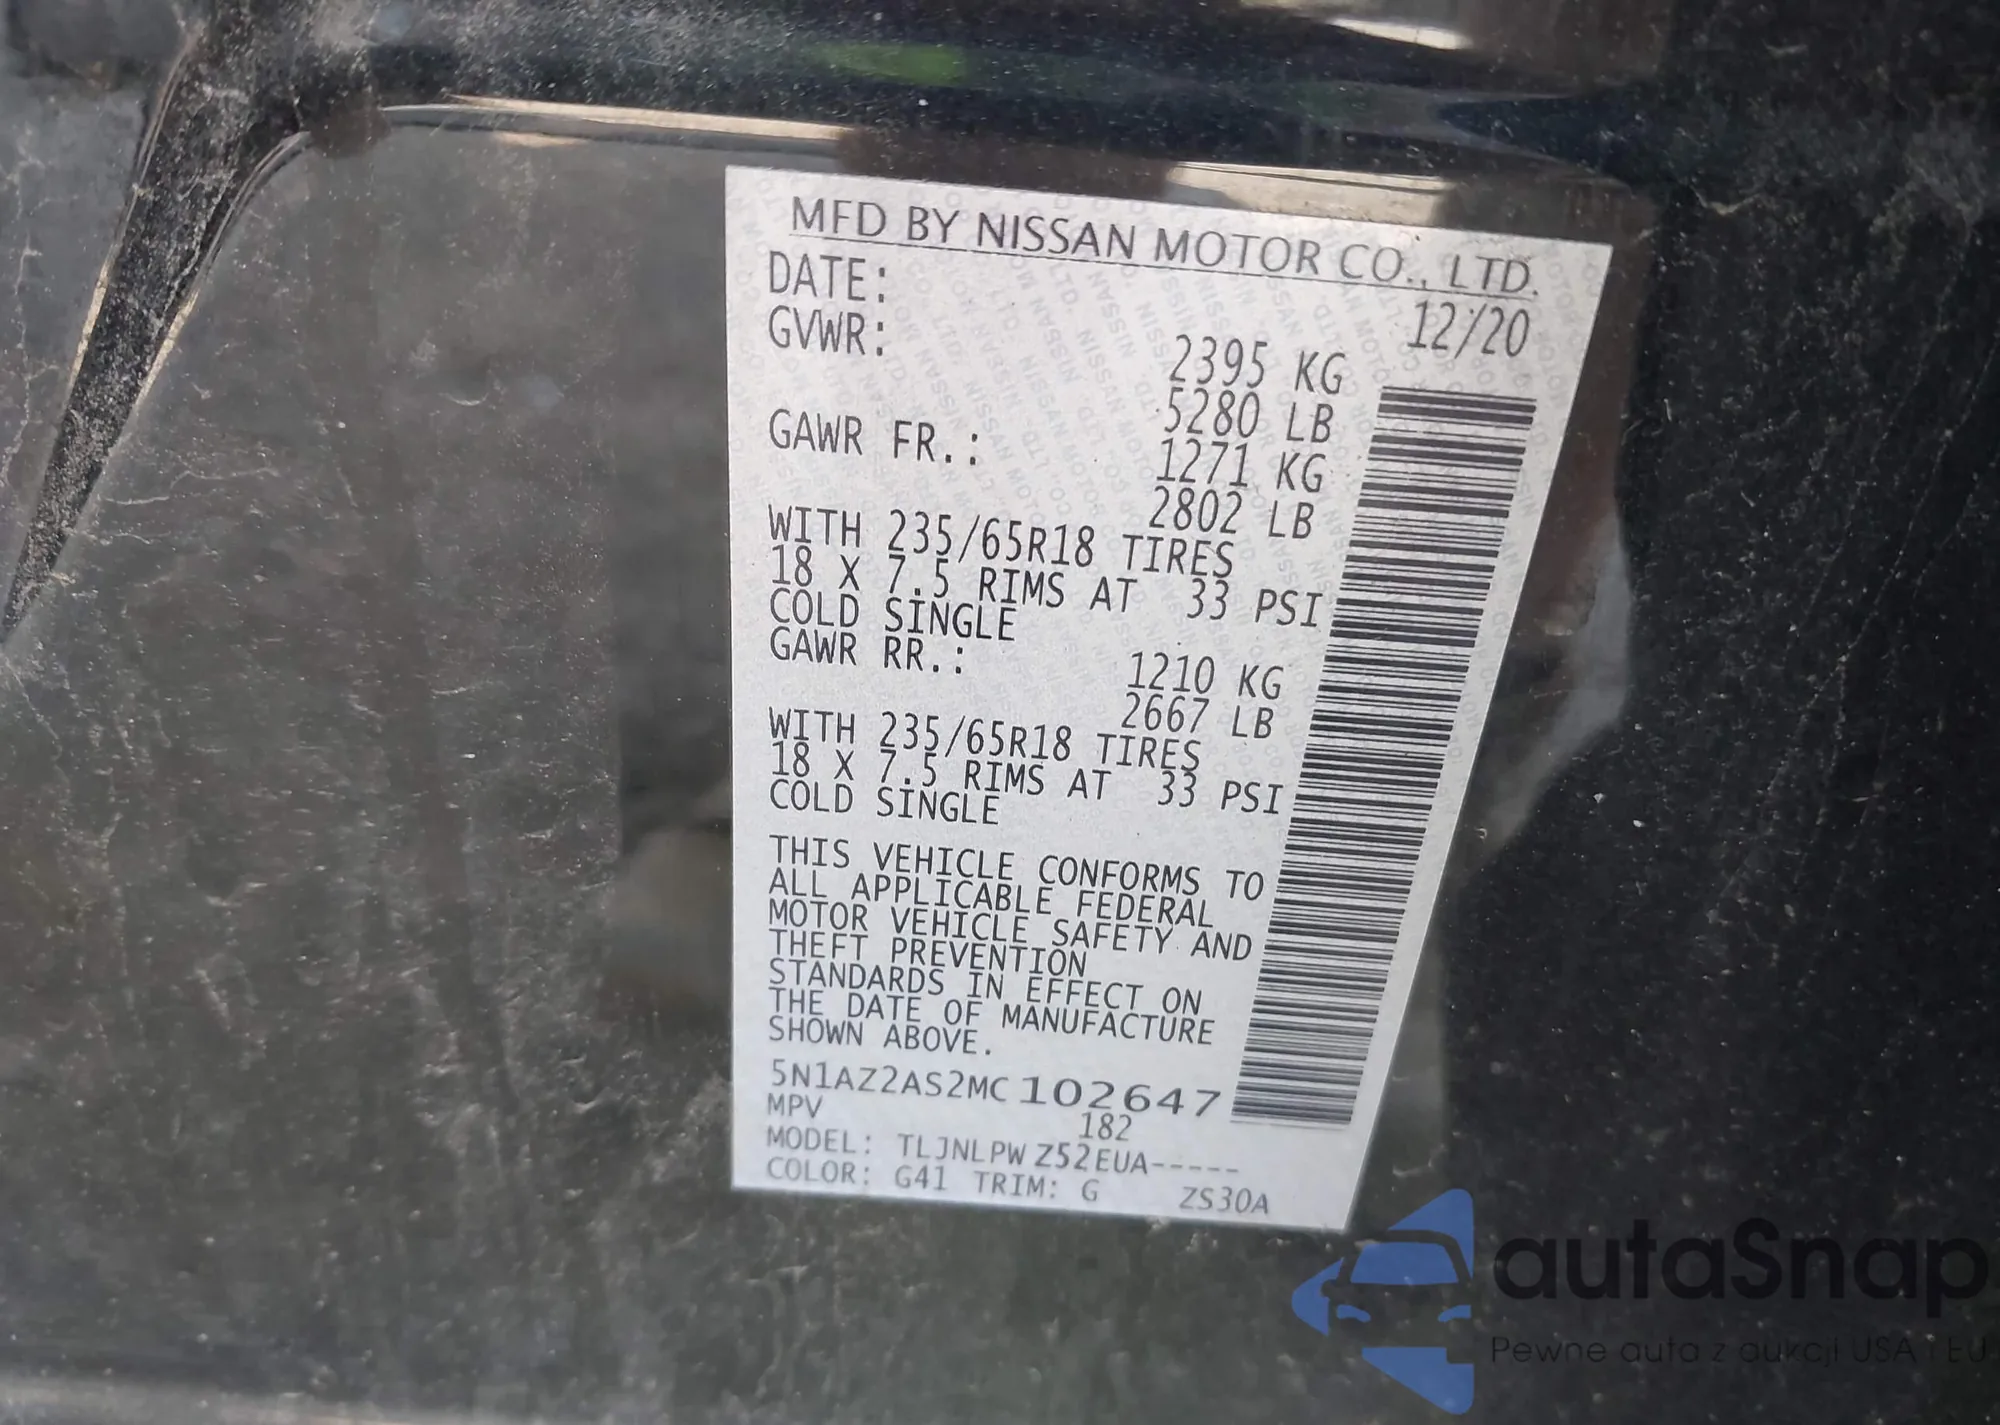 MFD BY NISSAN MOTOR CO., LTD.
DATE: 12/20
GVWR: 2395 KG
5280 LB
GAWR FR.: 1271 KG
2802 LB
WITH 235/65R18 TIRES
18 X 7.5 RIMS AT 33 PSI
COLD SINGLE
GAWR RR.: 1210 KG
2667 LB
WITH 235/65R18 TIRES
18 X 7.5 RIMS AT 33 PSI
COLD SINGLE
THIS VEHICLE CONFORMS TO
ALL APPLICABLE FEDERAL
MOTOR VEHICLE SAFETY AND
THEFT PREVENTION
STANDARDS IN EFFECT ON
THE DATE OF MANUFACTURE
SHOWN ABOVE.
5N1AZ2AS2MC102647
MPV 182
MODEL: TLJNLPW Z52EUA-----
COLOR: G41 TRIM: G ZS30A
autaSnap
Pewne auta z aukcji USA i EU